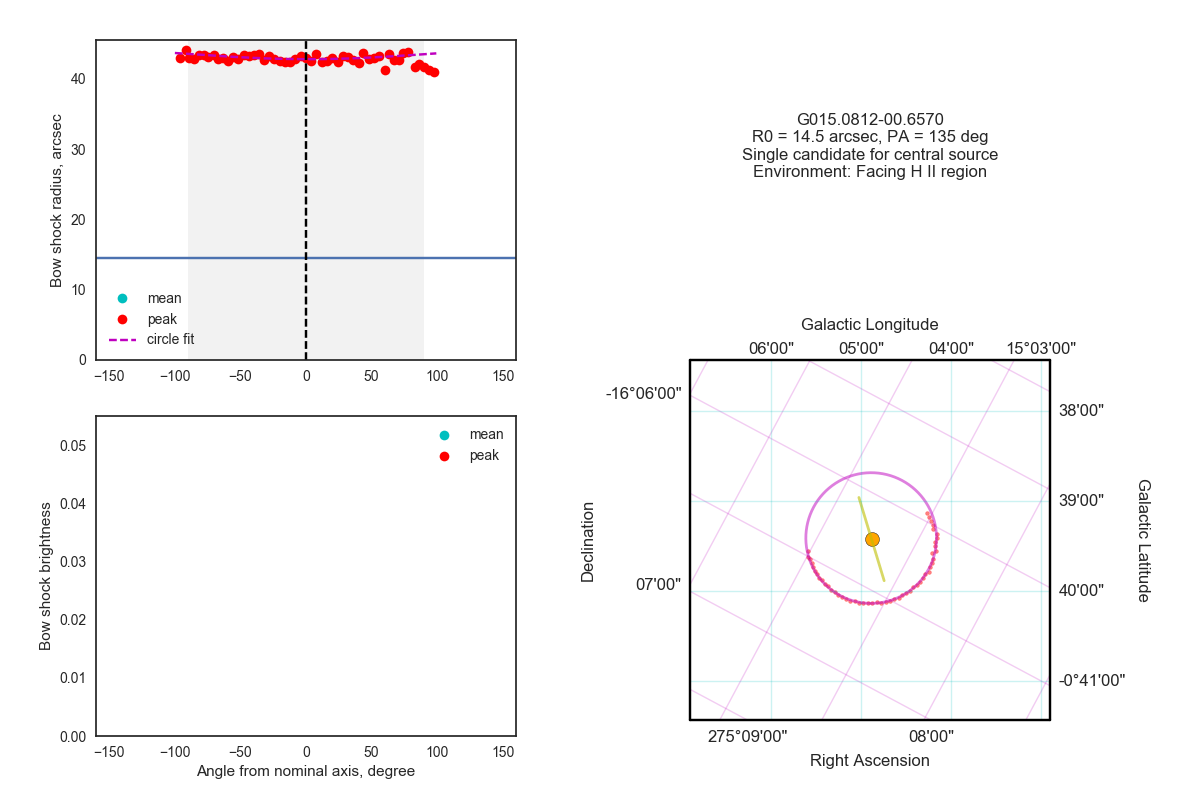 Bow shock radius, arcsec
40
30
20
10
0
mean
peak
circle fit
−150 −100 −50 0 50 100 150
G015.0812-00.6570
R0 = 14.5 arcsec, PA = 135 deg
Single candidate for central source
Environment: Facing H II region
Bow shock brightness
0.05
0.04
0.03
0.02
0.01
0.00
mean
peak
−150 −100 −50 0 50 100 150
Angle from nominal axis, degree
Galactic Longitude
06'00" 05'00" 04'00" 15°03'00"
-16°06'00"
07'00"
Declination
38'00"
39'00"
40'00"
-0°41'00"
Galactic Latitude
275°09'00" 08'00"
Right Ascension